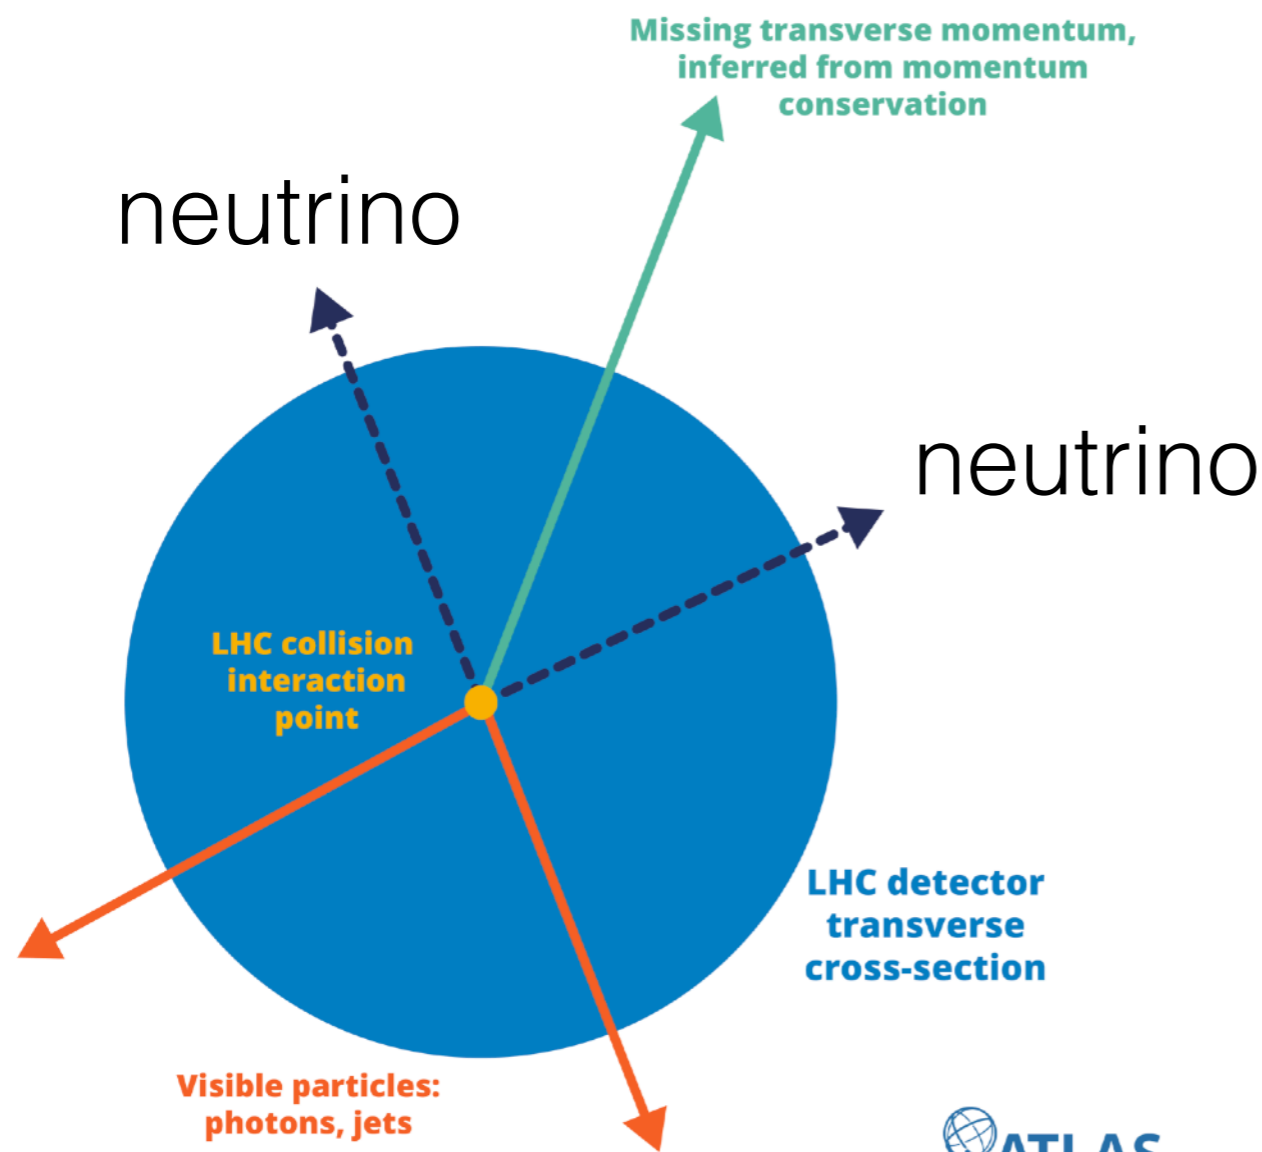 Missing transverse momentum,
inferred from momentum
conservation
neutrino
neutrino
LHC collision
interaction
point
LHC detector
transverse
cross-section
Visible particles:
photons, jets
ATLAS